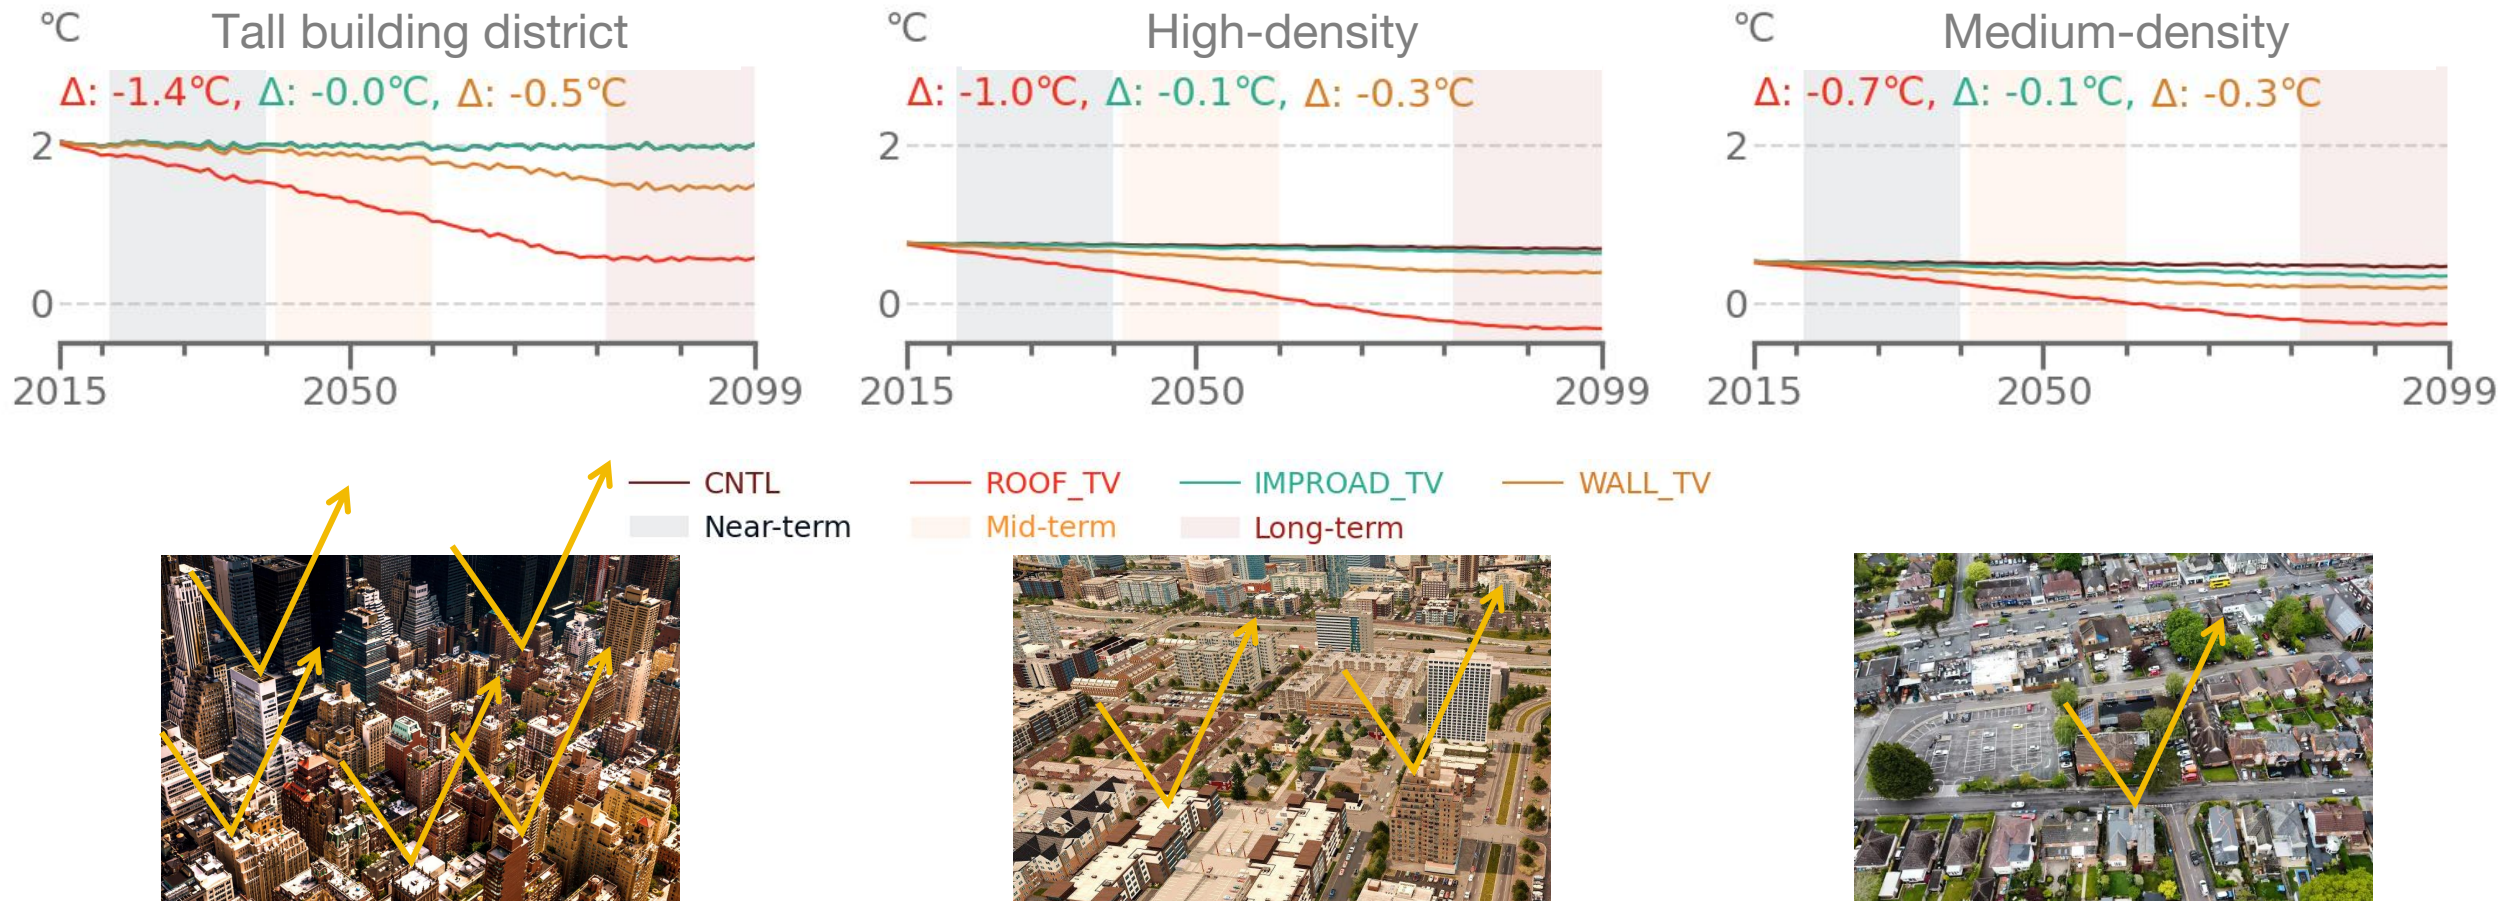 °C Tall building district
Δ: -1.4°C, Δ: -0.0°C, Δ: -0.5°C
2
0
2015 2050 2099
°C High-density
Δ: -1.0°C, Δ: -0.1°C, Δ: -0.3°C
2
0
2015 2050 2099
°C Medium-density
Δ: -0.7°C, Δ: -0.1°C, Δ: -0.3°C
2
0
2015 2050 2099
CNTL ROOF_TV IMPROAD_TV WALL_TV
Near-term Mid-term Long-term